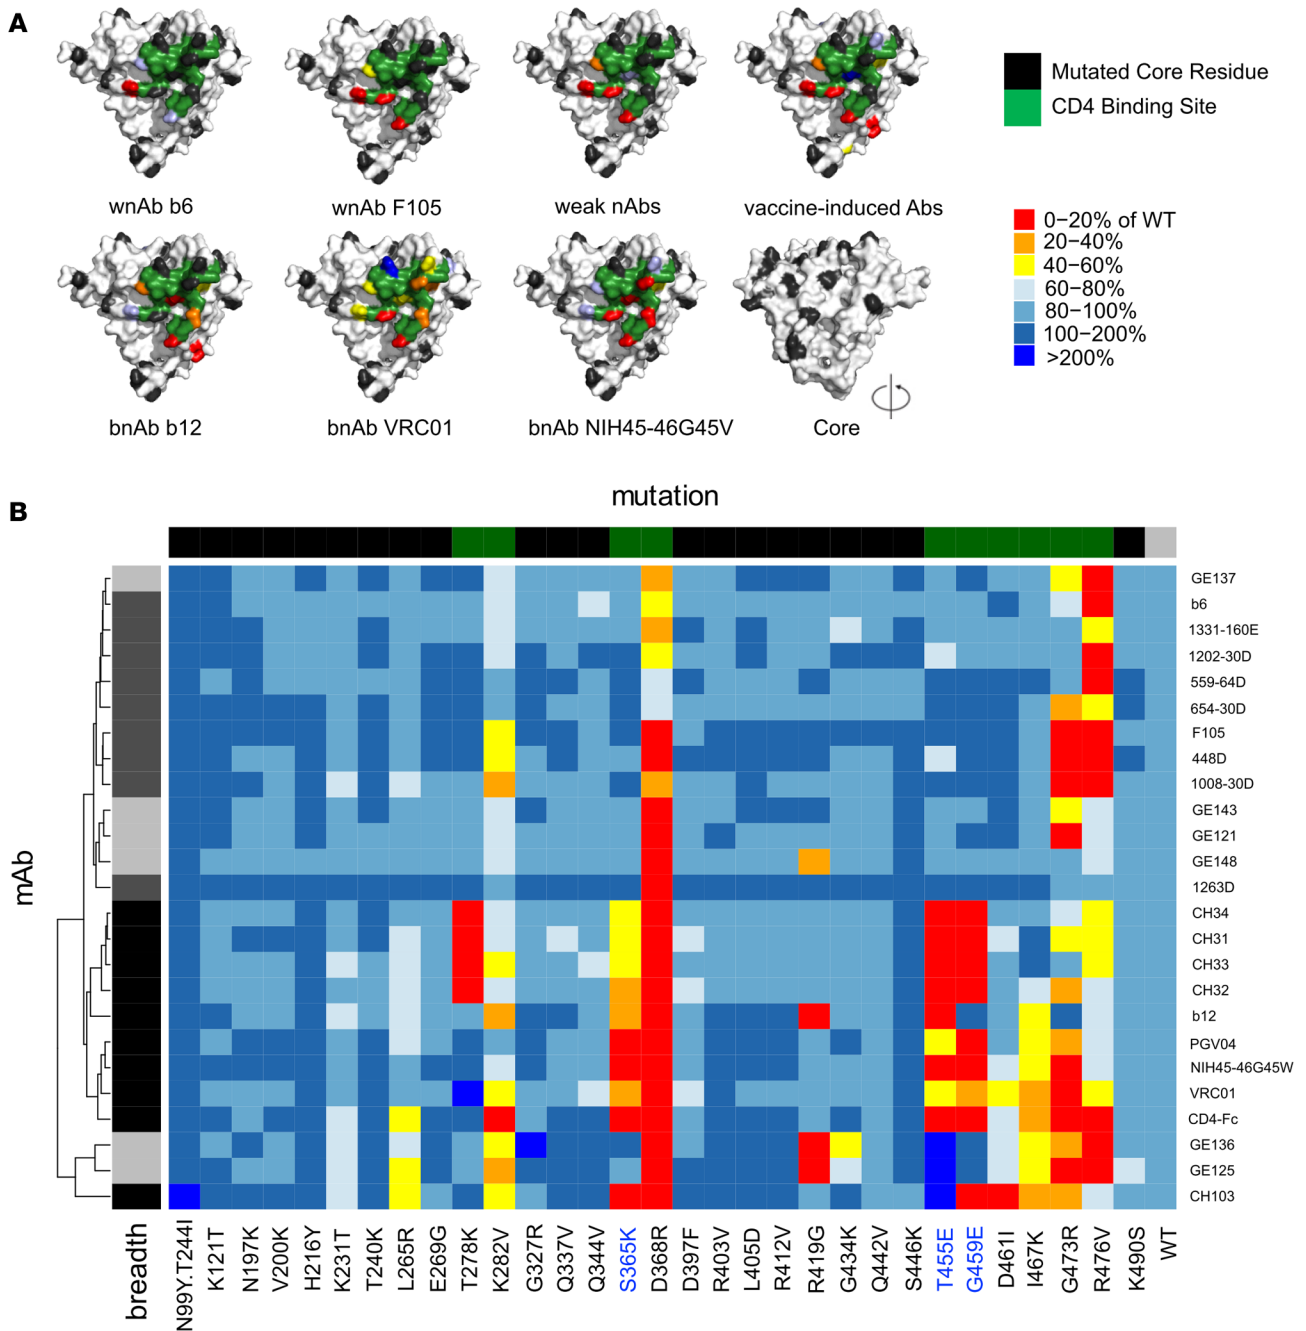 A
Mutated Core Residue
CD4 Binding Site
wnAb b6
wnAb F105
weak nAbs
vaccine-induced Abs
0−20% of WT
20−40%
40−60%
60−80%
80−100%
100−200%
>200%
bnAb b12
bnAb VRC01
bnAb NIH45-46G45V
Core
B
mutation
mAb
GE137
b6
1331-160E
1202-30D
559-64D
654-30D
F105
448D
1008-30D
GE143
GE121
GE148
1263D
CH34
CH31
CH33
CH32
b12
PGV04
NIH45-46G45W
VRC01
CD4-Fc
GE136
GE125
CH103
breadth
N99Y.T244I
K121T
N197K
V200K
H216Y
K231T
T240K
L265R
E269G
T278K
K282V
G327R
Q337V
Q344V
S365K
D368R
D397F
R403V
L405D
R412V
R419G
G434K
Q442V
S446K
T455E
G459E
D461I
I467K
G473R
R476V
K490S
WT